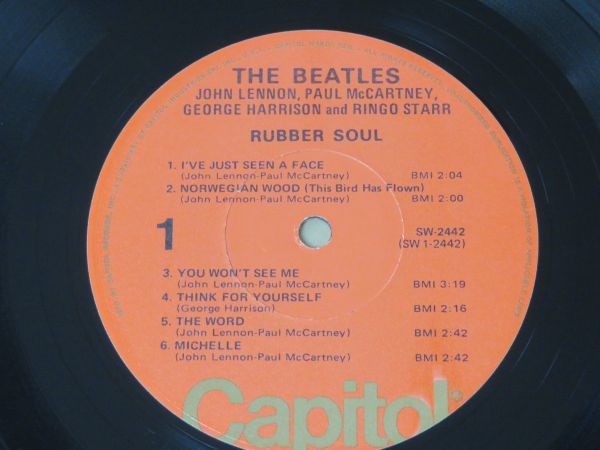 THE BEATLES
JOHN LENNON, PAUL McCARTNEY,
GEORGE HARRISON and RINGO STARR
RUBBER SOUL
1. I'VE JUST SEEN A FACE
(John Lennon-Paul McCartney) BMI 2:04
2. NORWEGIAN WOOD (This Bird Has Flown)
(John Lennon-Paul McCartney) BMI 2:00
1
SW-2442
(SW 1-2442)
3. YOU WON'T SEE ME
(John Lennon-Paul McCartney) BMI 3:19
4. THINK FOR YOURSELF
(George Harrison) BMI 2:16
5. THE WORD
(John Lennon-Paul McCartney) BMI 2:42
6. MICHELLE
(John Lennon-Paul McCartney) BMI 2:42
Capitol